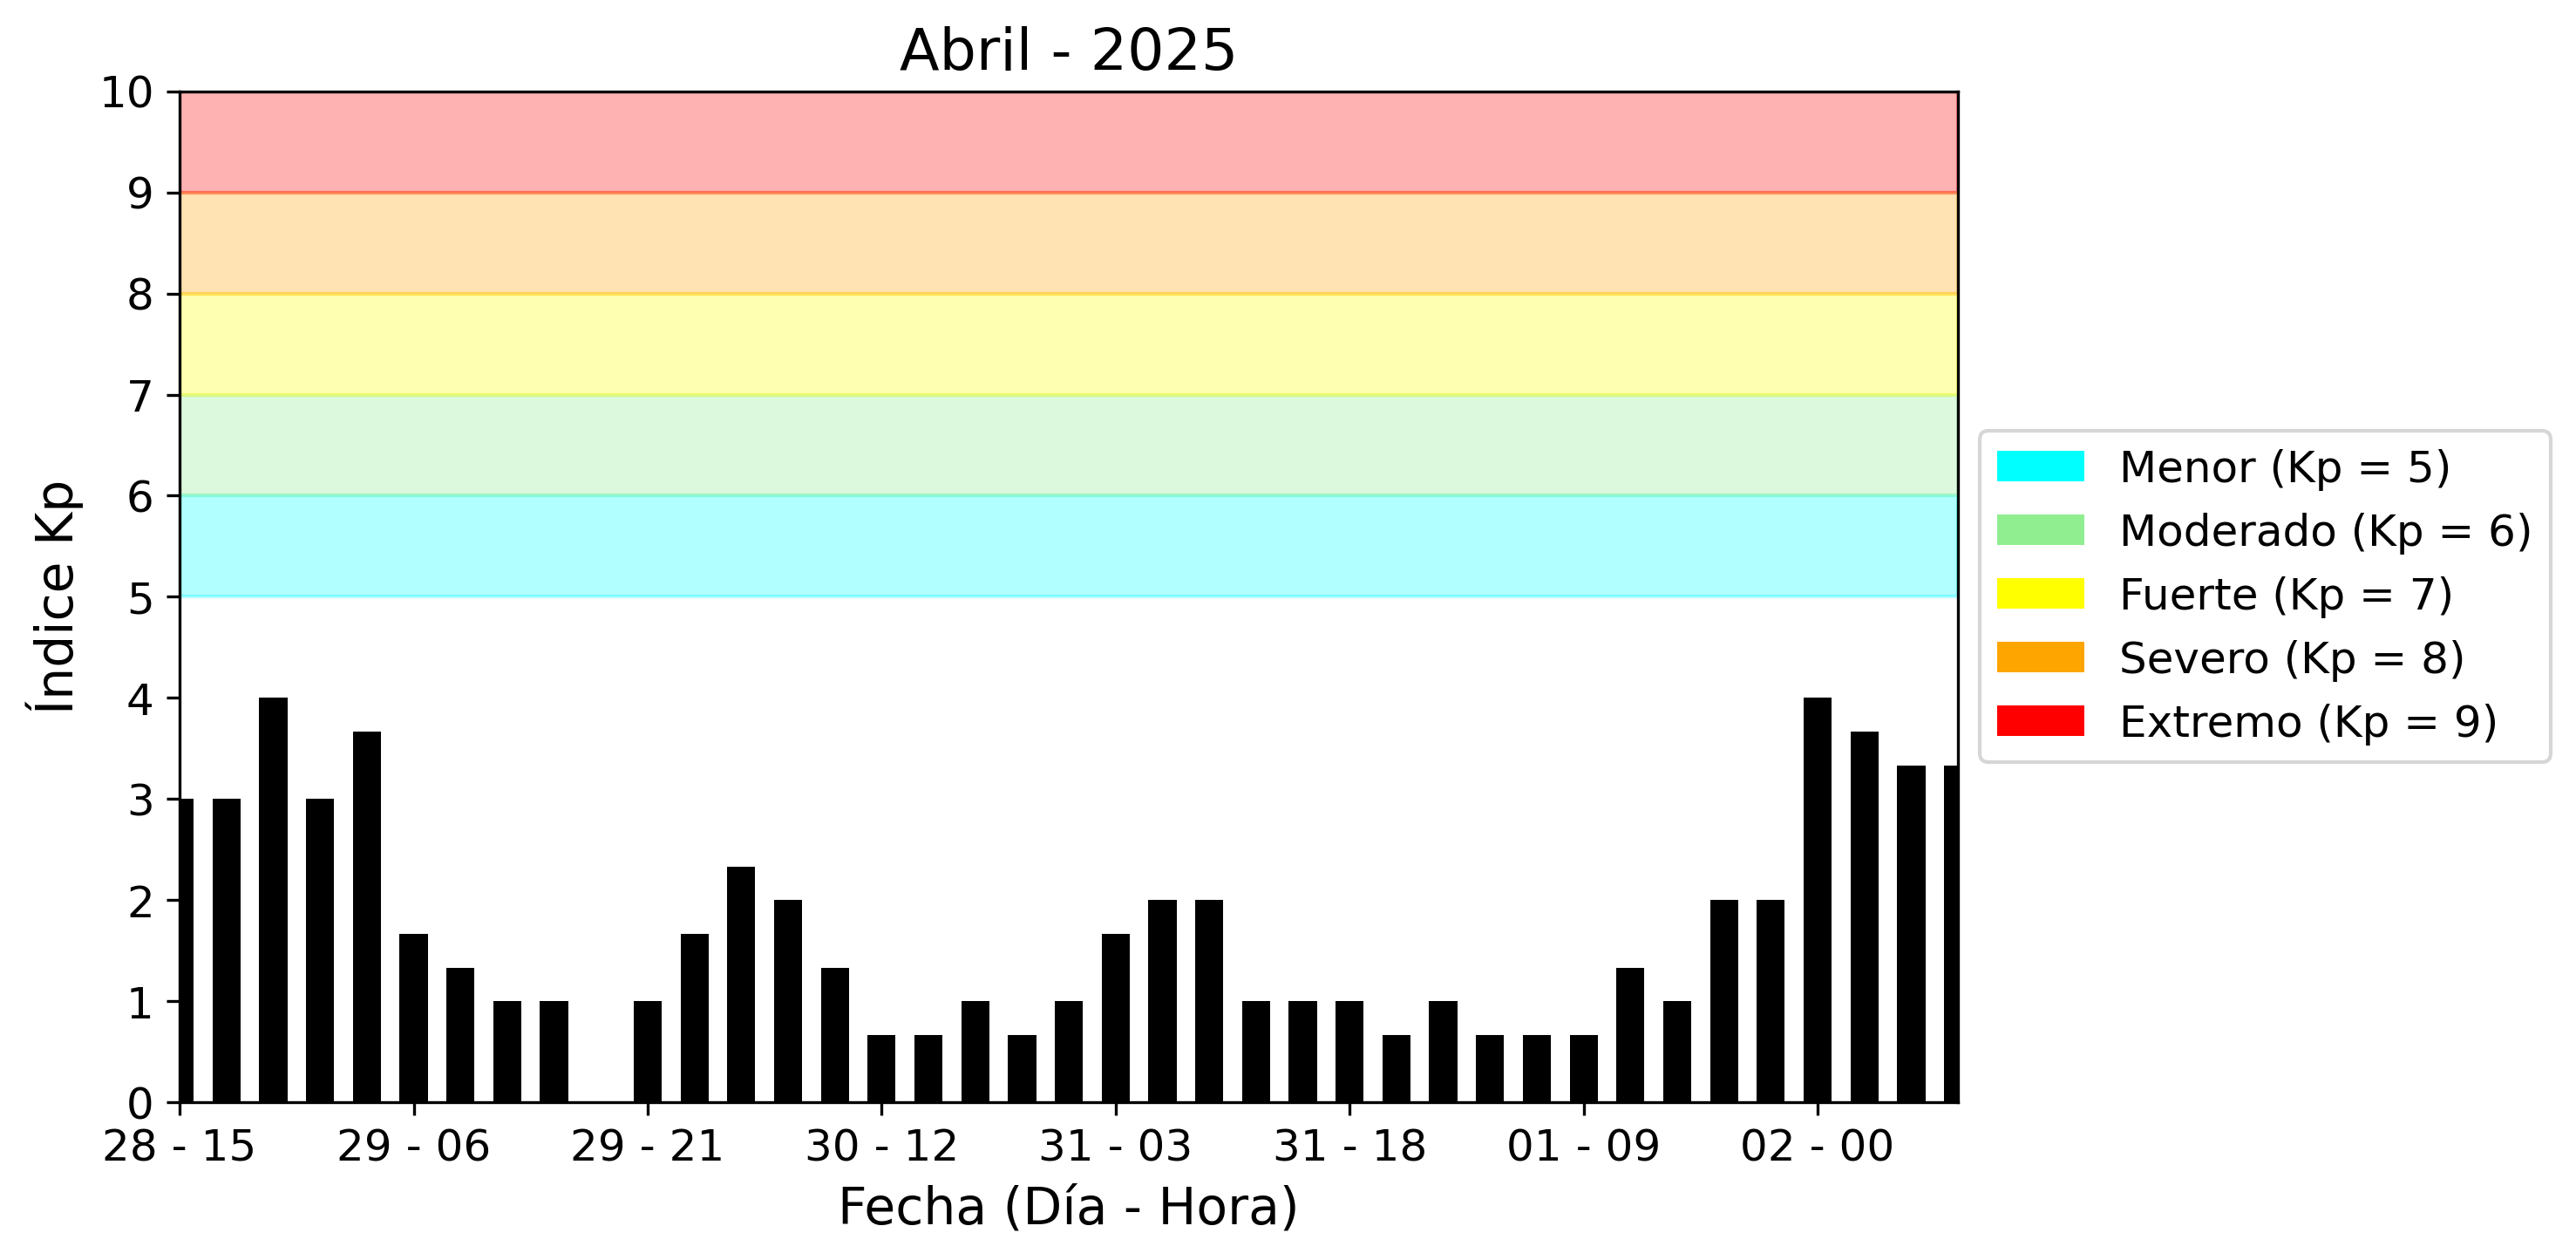 Abril - 2025
10
9
8
7
6
5
4
3
2
1
0
Índice Kp
28 - 15
29 - 06
29 - 21
30 - 12
31 - 03
31 - 18
01 - 09
02 - 00
Fecha (Día - Hora)
Menor (Kp = 5)
Moderado (Kp = 6)
Fuerte (Kp = 7)
Severo (Kp = 8)
Extremo (Kp = 9)